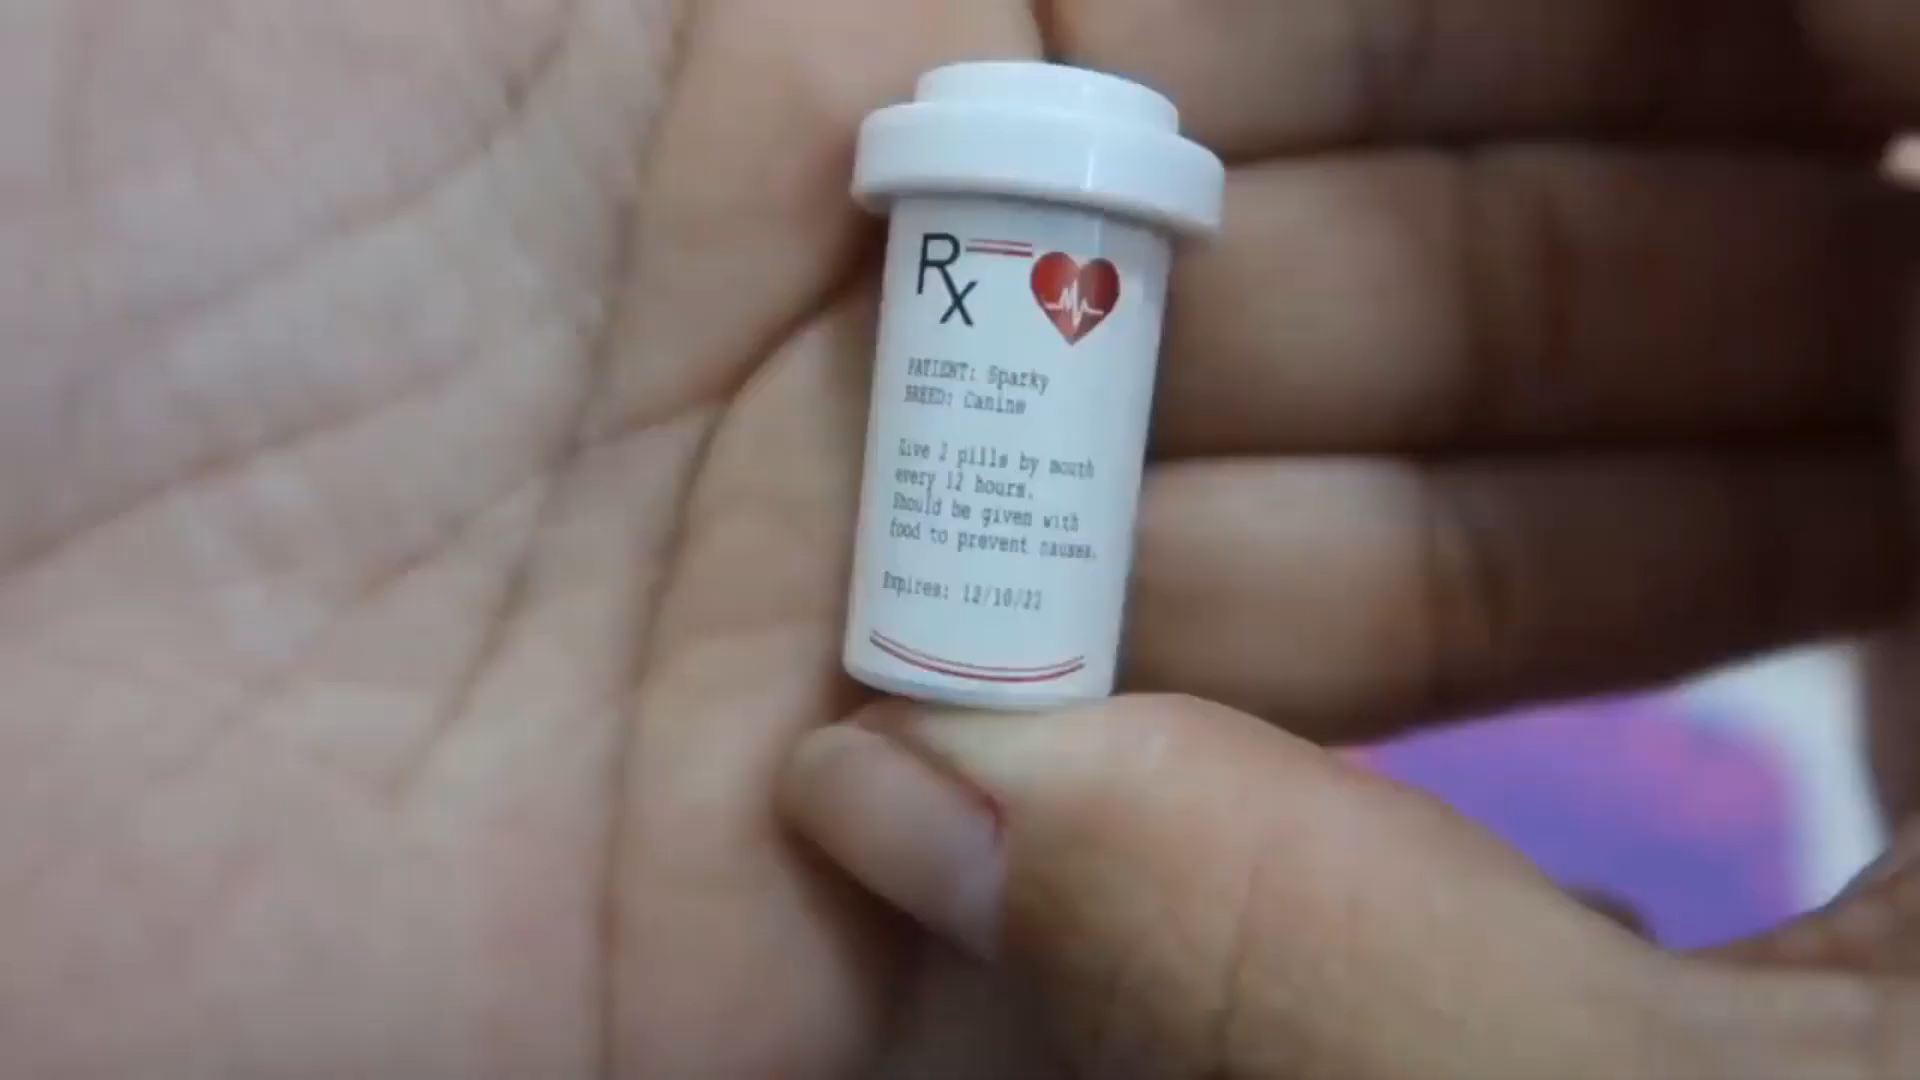 Rx
PATIENT: Sparky
BREED: Canine
Give 2 pills by mouth
every 12 hours.
Should be given with
food to prevent nausea.
Expires: 12/10/22